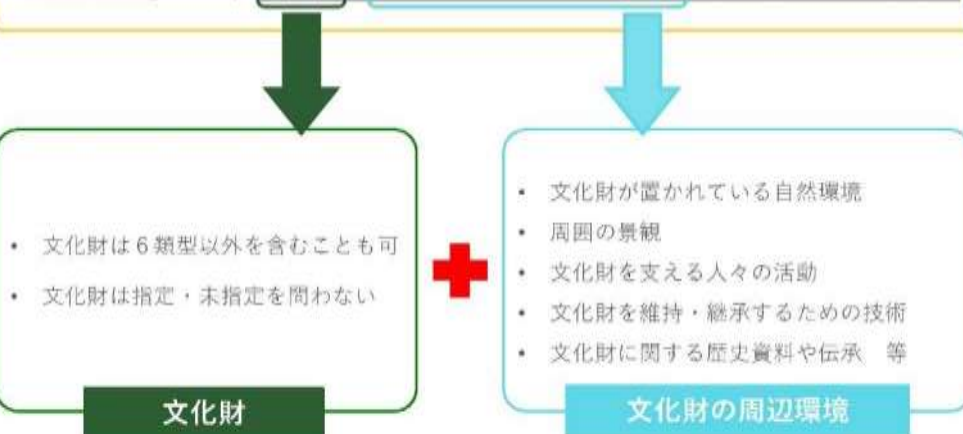 • 文化財は６類型以外を含むことも可
• 文化財は指定・未指定を問わない
文化財
• 文化財が置かれている自然環境
• 周囲の景観
• 文化財を支える人々の活動
• 文化財を維持・継承するための技術
• 文化財に関する歴史資料や伝承　等
文化財の周辺環境